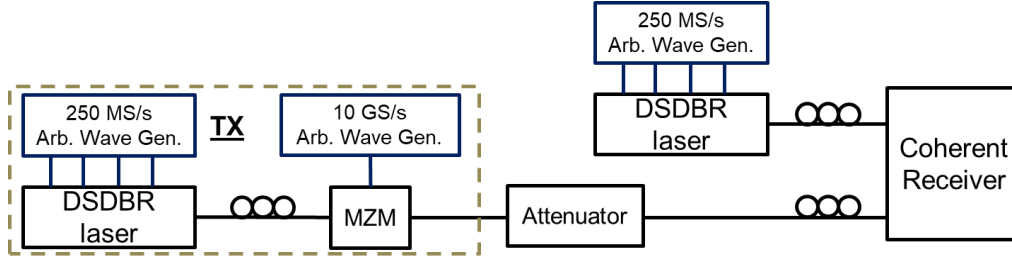 250 MS/s
Arb. Wave Gen.
DSDBR
laser
250 MS/s
Arb. Wave Gen.
TX
10 GS/s
Arb. Wave Gen.
DSDBR
laser
MZM
Attenuator
Coherent
Receiver